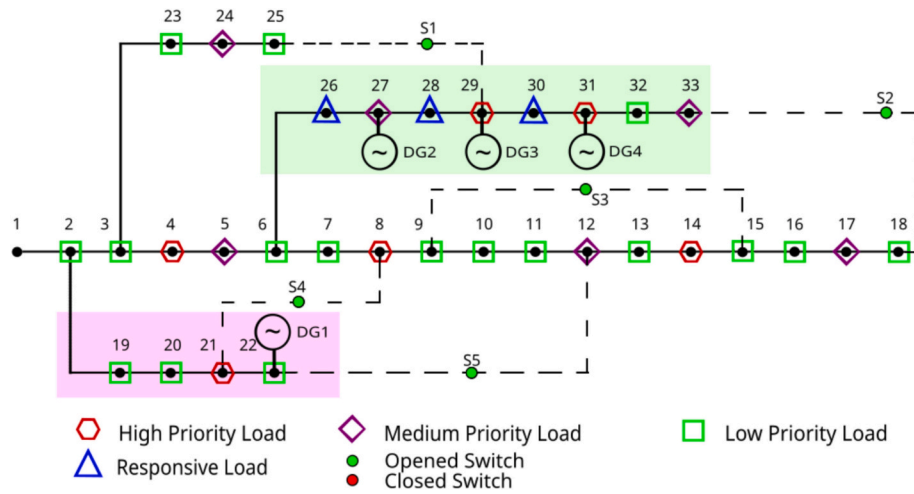 23 24 25 S1
26 27 28 29 30 31 32 33 S2
~ DG2 ~ DG3 ~ DG4
S3
1 2 3 4 5 6 7 8 9 10 11 12 13 14 15 16 17 18
S4
~ DG1
19 20 21 22
S5
High Priority Load Medium Priority Load Low Priority Load
Responsive Load Opened Switch
Closed Switch